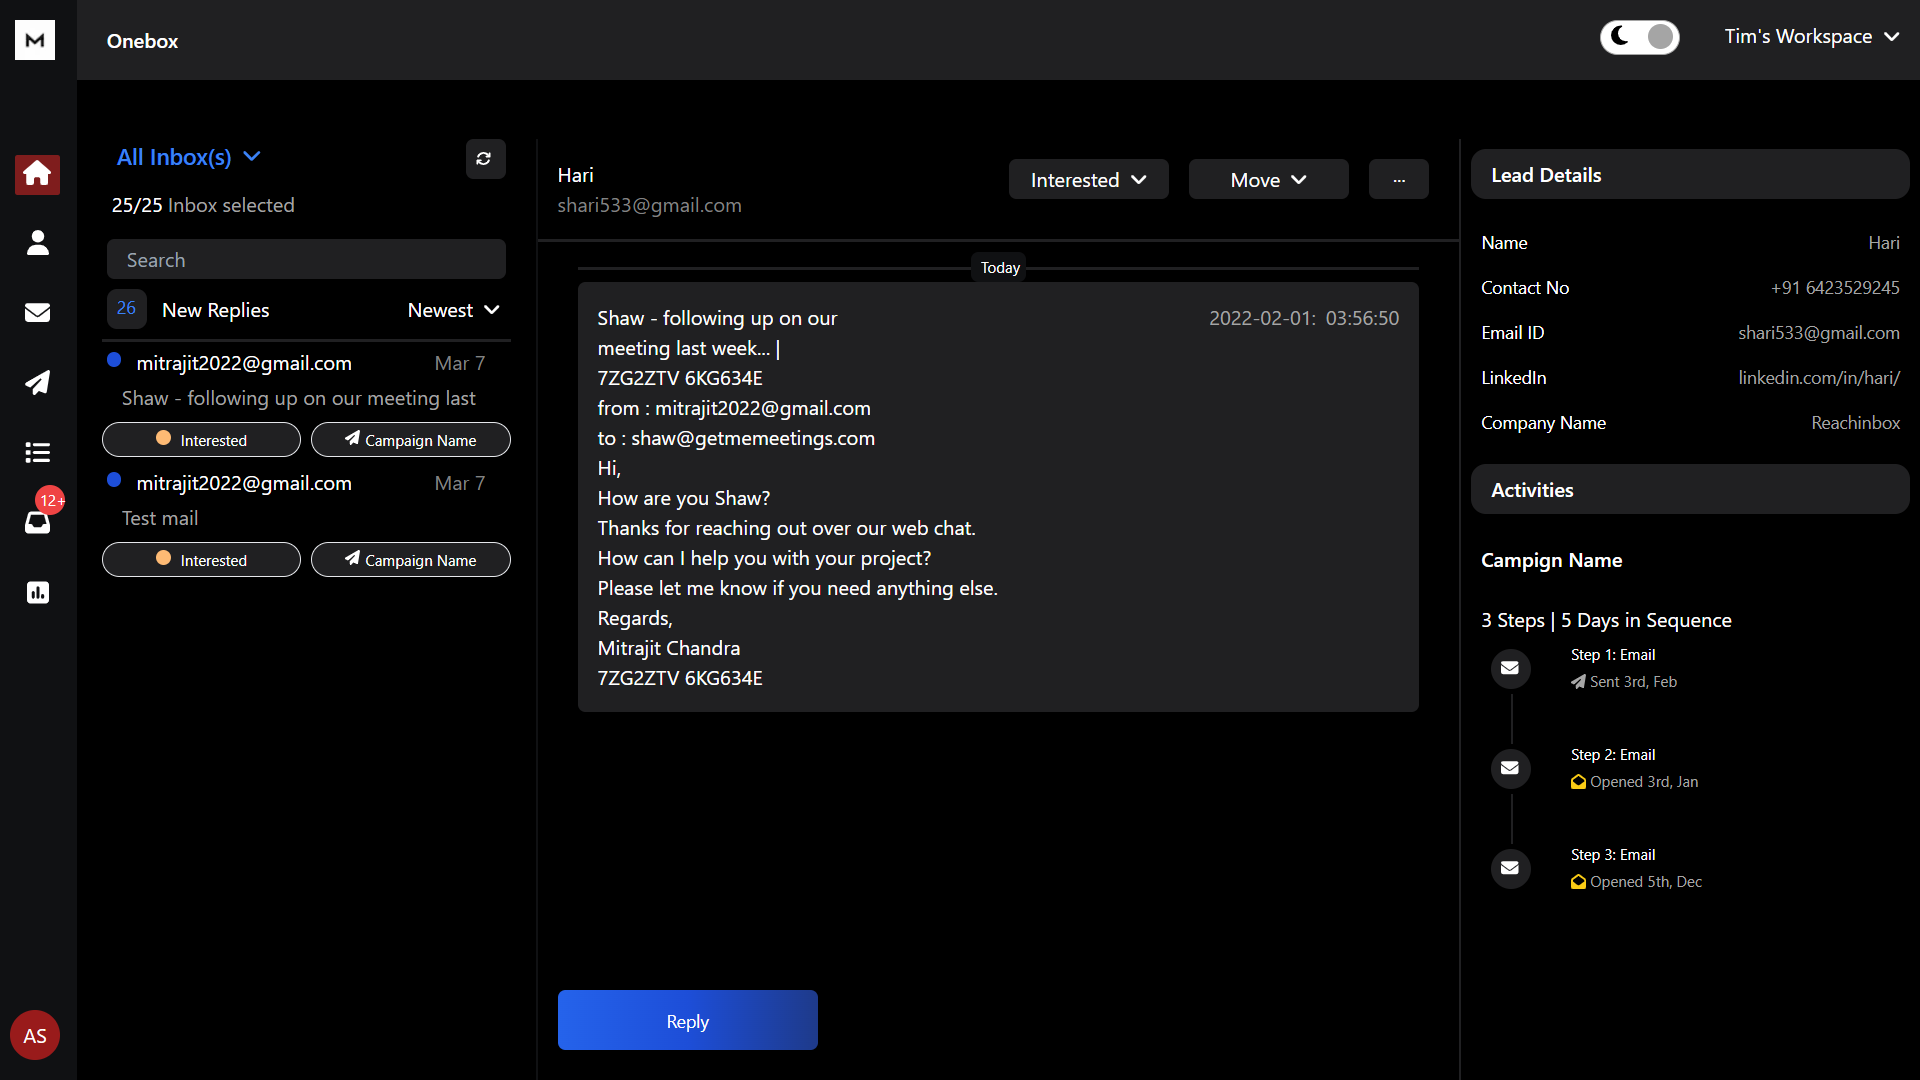 M
Onebox
Tim's Workspace
All Inbox(s)
25/25 Inbox selected
Search
26 New Replies Newest
mitrajit2022@gmail.com Mar 7
Shaw - following up on our meeting last
Interested Campaign Name
mitrajit2022@gmail.com Mar 7
Test mail
Interested Campaign Name
12+
AS
Hari
shari533@gmail.com
Interested Move ...
Today
Shaw - following up on our 2022-02-01: 03:56:50
meeting last week... |
7ZG2ZTV 6KG634E
from : mitrajit2022@gmail.com
to : shaw@getmemeetings.com
Hi,
How are you Shaw?
Thanks for reaching out over our web chat.
How can I help you with your project?
Please let me know if you need anything else.
Regards,
Mitrajit Chandra
7ZG2ZTV 6KG634E
Reply
Lead Details
Name Hari
Contact No +91 6423529245
Email ID shari533@gmail.com
LinkedIn linkedin.com/in/hari/
Company Name Reachinbox
Activities
Campign Name
3 Steps | 5 Days in Sequence
Step 1: Email
Sent 3rd, Feb
Step 2: Email
Opened 3rd, Jan
Step 3: Email
Opened 5th, Dec